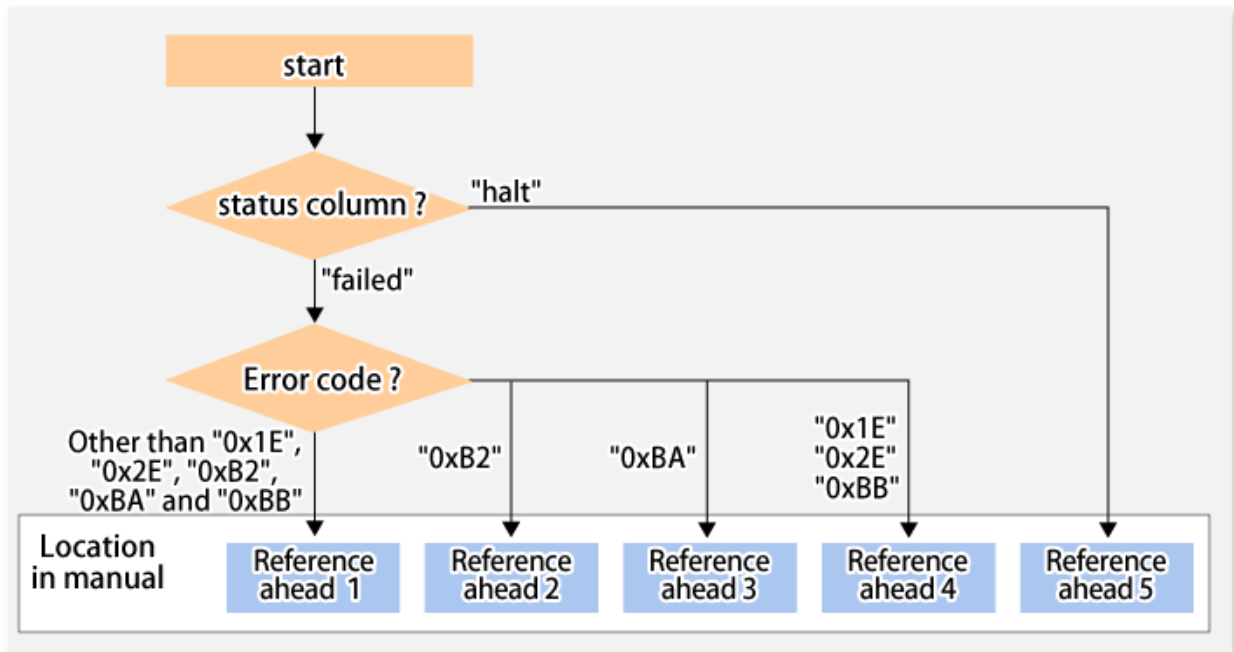 start
status column ?
"halt"
"failed"
Error code ?
Other than "0x1E",
"0x2E", "0xB2",
"0xBA" and "0xBB"
"0xB2"
"0xBA"
"0x1E"
"0x2E"
"0xBB"
Location
in manual
Reference
ahead 1
Reference
ahead 2
Reference
ahead 3
Reference
ahead 4
Reference
ahead 5